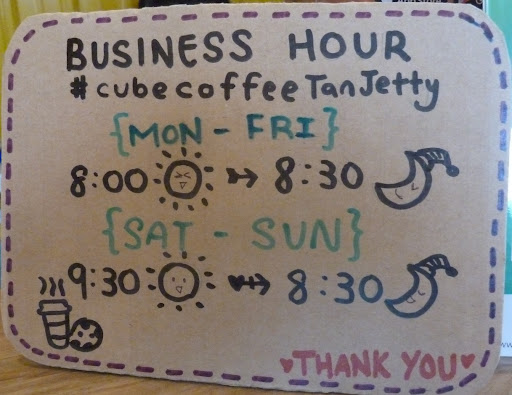 BUSINESS HOUR
#cubecoffeeTanJetty
{MON - FRI}
8:00 → 8:30
{SAT - SUN}
9:30 → 8:30
THANK YOU